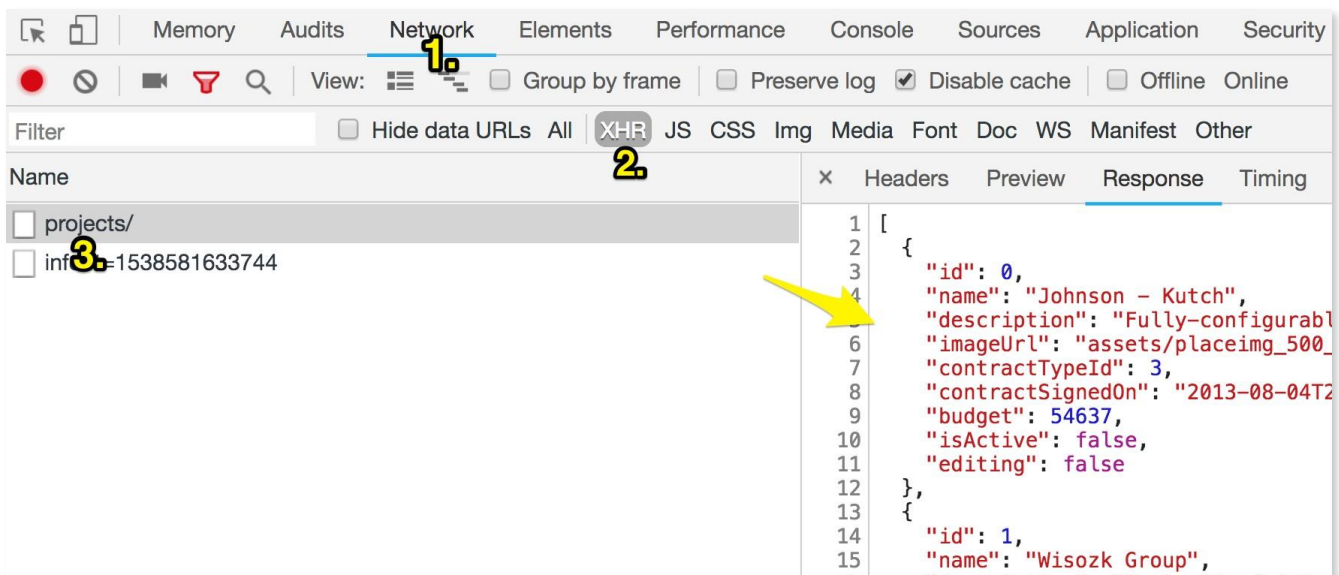 Memory Audits Network Elements Performance Console Sources Application Security
1.
View: Group by frame Preserve log Disable cache Offline Online
Filter Hide data URLs All XHR JS CSS Img Media Font Doc WS Manifest Other
2.
Name
× Headers Preview Response Timing
projects/
3.
=1538581633744
1 [
2 {
3 "id": 0,
4 "name": "Johnson – Kutch",
5 "description": "Fully-configurabl
6 "imageUrl": "assets/placeimg_500_
7 "contractTypeId": 3,
8 "contractSignedOn": "2013-08-04T2
9 "budget": 54637,
10 "isActive": false,
11 "editing": false
12 },
13 {
14 "id": 1,
15 "name": "Wisozk Group",